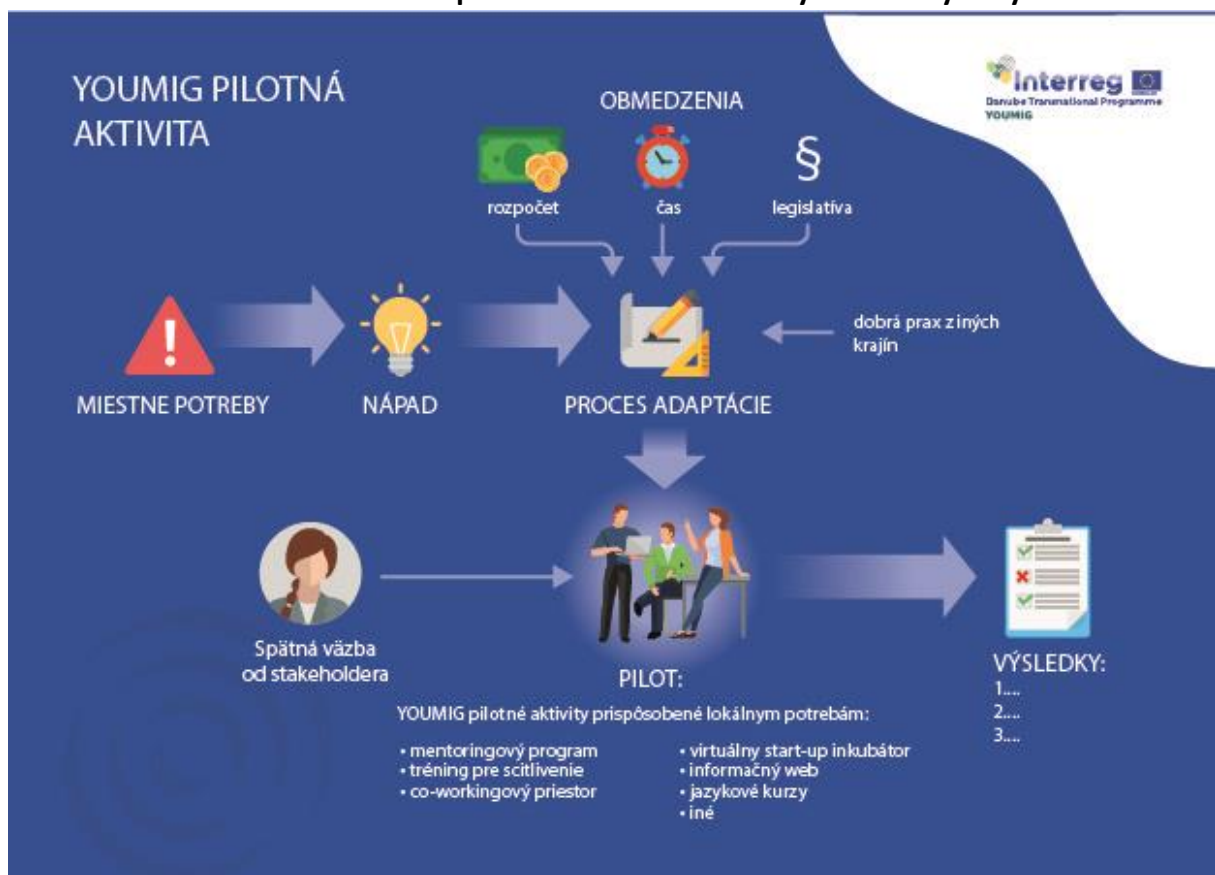 YOUMIG PILOTNÁ
AKTIVITA
OBMEDZENIA
Interreg
Danube Transnational Programme
YOUMIG
§
rozpočet
čas
legislatíva
dobrá prax z iných
krajín
!
MIESTNE POTREBY
NÁPAD
PROCES ADAPTÁCIE
Spätná väzba
od stakeholdera
PILOT:
YOUMIG pilotné aktivity prispôsobené lokálnym potrebám:
• mentoringový program
• tréning pre scitlivenie
• co-workingový priestor
• virtuálny start-up inkubátor
• informačný web
• jazykové kurzy
• iné
VÝSLEDKY:
1....
2....
3....